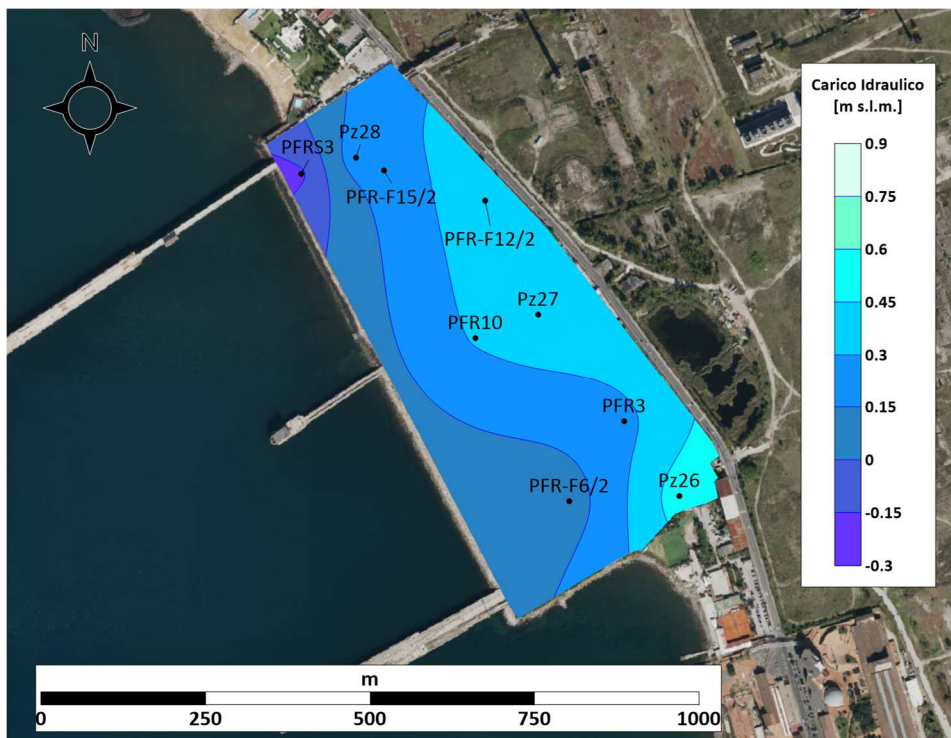 N
Carico Idraulico
[m s.l.m.]
0.9
0.75
0.6
0.45
0.3
0.15
0
-0.15
-0.3
Pz28
PFRS3
PFR-F15/2
PFR-F12/2
Pz27
PFR10
PFR3
Pz26
PFR-F6/2
m
0 250 500 750 1000